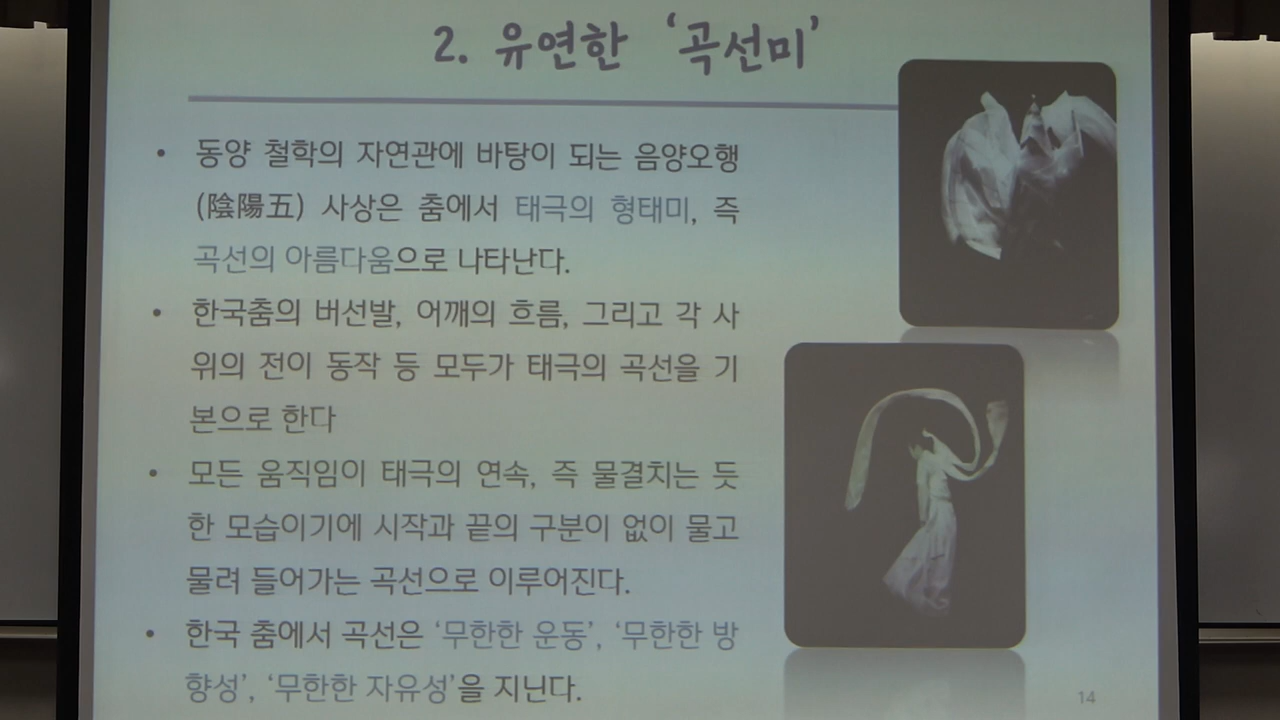 2. 유연한 ‘곡선미’
• 동양 철학의 자연관에 바탕이 되는 음양오행
(陰陽五) 사상은 춤에서 태극의 형태미, 즉
곡선의 아름다움으로 나타난다.
• 한국춤의 버선발, 어깨의 흐름, 그리고 각 사
위의 전이 동작 등 모두가 태극의 곡선을 기
본으로 한다
• 모든 움직임이 태극의 연속, 즉 물결치는 듯
한 모습이기에 시작과 끝의 구분이 없이 물고
물려 들어가는 곡선으로 이루어진다.
• 한국 춤에서 곡선은 ‘무한한 운동’, ‘무한한 방
향성’, ‘무한한 자유성’을 지닌다.
14